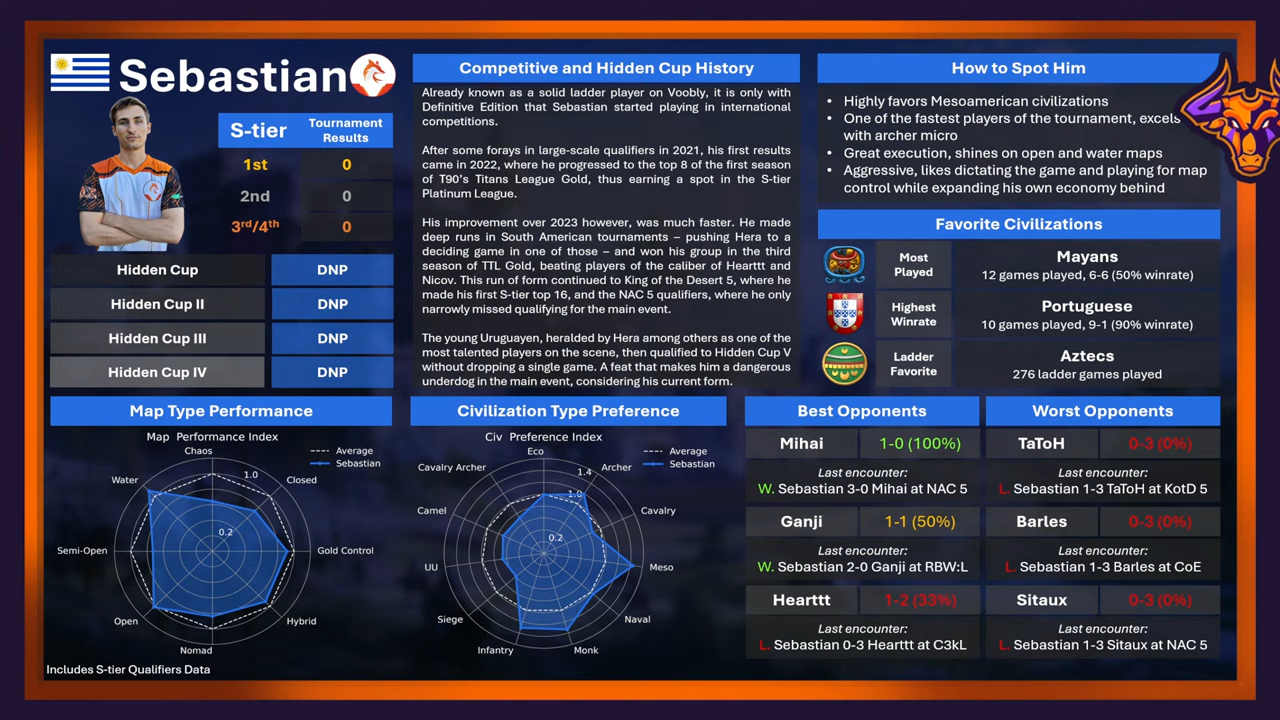 Sebastian
S-tier
Tournament
Results
1st
0
2nd
0
3rd/4th
0
Hidden Cup
DNP
Hidden Cup II
DNP
Hidden Cup III
DNP
Hidden Cup IV
DNP
Competitive and Hidden Cup History
Already known as a solid ladder player on Voobly, it is only with
Definitive Edition that Sebastian started playing in international
competitions.
After some forays in large-scale qualifiers in 2021, his first results
came in 2022, where he progressed to the top 8 of the first season
of T90's Titans League Gold, thus earning a spot in the S-tier
Platinum League.
His improvement over 2023 however, was much faster. He made
deep runs in South American tournaments – pushing Hera to a
deciding game in one of those – and won his group in the third
season of TTL Gold, beating players of the caliber of Hearttt and
Nicov. This run of form continued to King of the Desert 5, where he
made his first S-tier top 16, and the NAC 5 qualifiers, where he only
narrowly missed qualifying for the main event.
The young Uruguayen, heralded by Hera among others as one of the
most talented players on the scene, then qualified to Hidden Cup V
without dropping a single game. A feat that makes him a dangerous
underdog in the main event, considering his current form.
How to Spot Him
• Highly favors Mesoamerican civilizations
• One of the fastest players of the tournament, excels
with archer micro
• Great execution, shines on open and water maps
• Aggressive, likes dictating the game and playing for map
control while expanding his own economy behind
Favorite Civilizations
Most
Played
Mayans
12 games played, 6-6 (50% winrate)
Highest
Winrate
Portuguese
10 games played, 9-1 (90% winrate)
Ladder
Favorite
Aztecs
276 ladder games played
Map Type Performance
Map Performance Index
Average
Sebastian
Chaos
Closed
Gold Control
Hybrid
Nomad
Open
Semi-Open
Water
1.0
0.2
Includes S-tier Qualifiers Data
Civilization Type Preference
Civ Preference Index
Average
Sebastian
Eco
Archer
Cavalry
Meso
Naval
Monk
Infantry
Siege
UU
Camel
Cavalry Archer
1.4
1.0
0.2
Best Opponents
Mihai
1-0 (100%)
Last encounter:
W. Sebastian 3-0 Mihai at NAC 5
Ganji
1-1 (50%)
Last encounter:
W. Sebastian 2-0 Ganji at RBW:L
Hearttt
1-2 (33%)
Last encounter:
L. Sebastian 0-3 Hearttt at C3kL
Worst Opponents
TaToH
0-3 (0%)
Last encounter:
L. Sebastian 1-3 TaToH at KotD 5
Barles
0-3 (0%)
Last encounter:
L. Sebastian 1-3 Barles at CoE
Sitaux
0-3 (0%)
Last encounter:
L. Sebastian 1-3 Sitaux at NAC 5